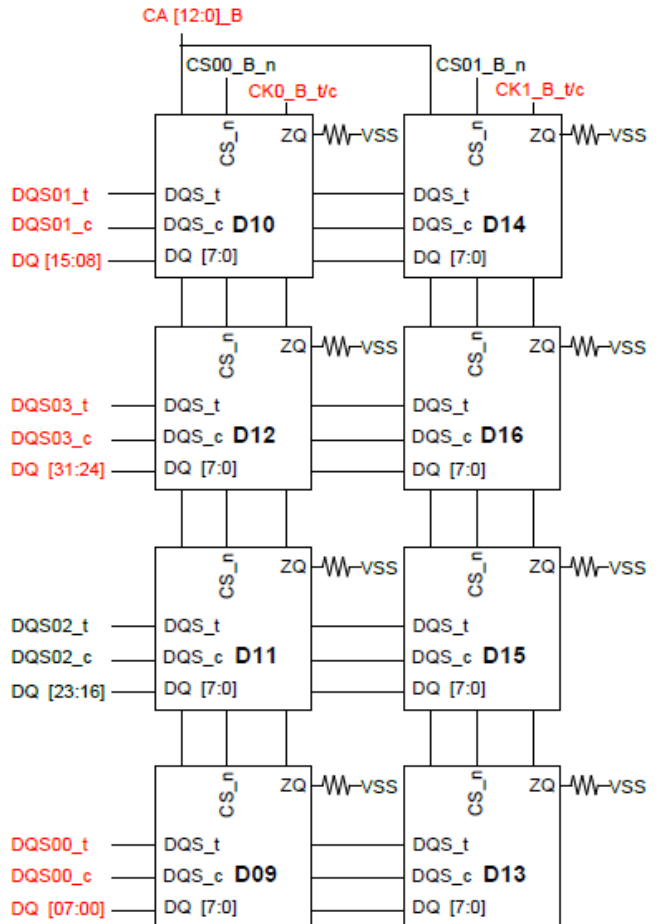 CA [12:0]_B
CS00_B_n CS01_B_n
CK0_B_t/c CK1_B_t/c
CS_n ZQ VSS CS_n ZQ VSS
DQS01_t DQS_t DQS_t
DQS01_c DQS_c D10 DQS_c D14
DQ [15:08] DQ [7:0] DQ [7:0]
CS_n ZQ VSS CS_n ZQ VSS
DQS03_t DQS_t DQS_t
DQS03_c DQS_c D12 DQS_c D16
DQ [31:24] DQ [7:0] DQ [7:0]
CS_n ZQ VSS CS_n ZQ VSS
DQS02_t DQS_t DQS_t
DQS02_c DQS_c D11 DQS_c D15
DQ [23:16] DQ [7:0] DQ [7:0]
CS_n ZQ VSS CS_n ZQ VSS
DQS00_t DQS_t DQS_t
DQS00_c DQS_c D09 DQS_c D13
DQ [07:00] DQ [7:0] DQ [7:0]